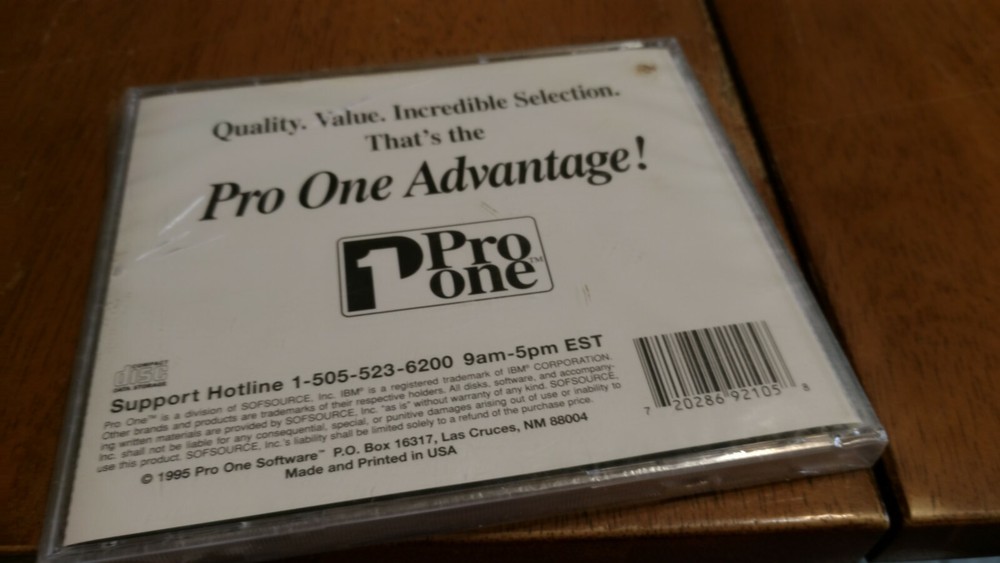 Quality. Value. Incredible Selection.
That's the
Pro One Advantage!
1 Pro
one™
COMPACT
disc
DATA STORAGE
Support Hotline 1-505-523-6200 9am-5pm EST
Pro One™ is a division of SOFSOURCE, Inc. IBM® is a registered trademark of IBM® CORPORATION.
Other brands and products are trademarks of their respective holders. All disks, software, and accompany-
ing written materials are provided by SOFSOURCE, Inc. "as is" without warranty of any kind. SOFSOURCE,
Inc. shall not be liable for any consequential, special, or punitive damages arising out of use or inability to
use this product. SOFSOURCE, Inc.'s liability shall be limited solely to a refund of the purchase price.
© 1995 Pro One Software™ P.O. Box 16317, Las Cruces, NM 88004
Made and Printed in USA
7 20286 92105 8